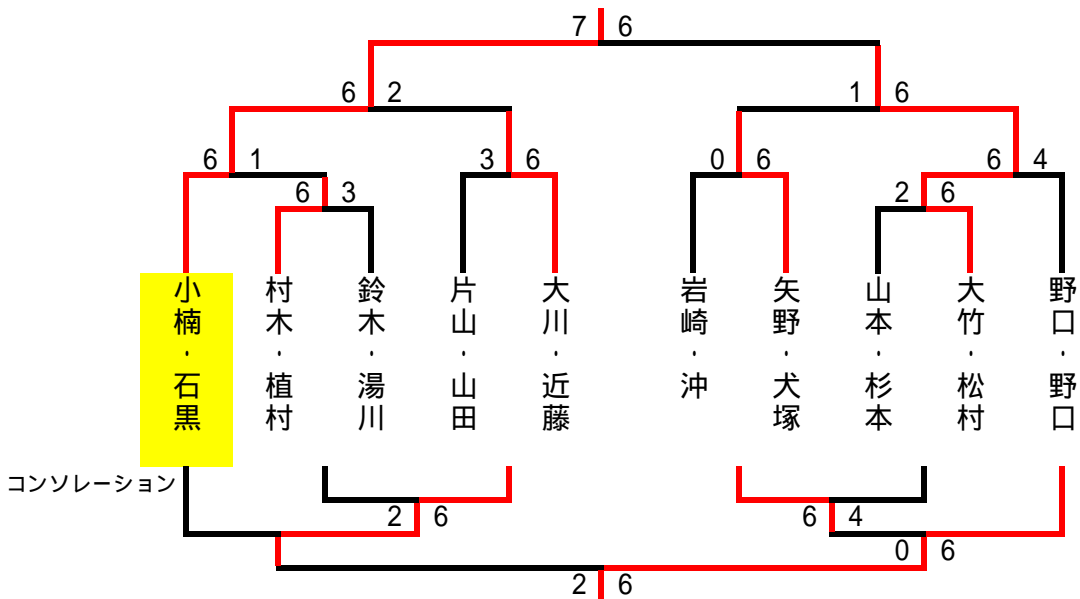 7 6
6 2
1 6
6 1
3 6
0 6
6 4
6 3
2 6
小楠・石黒
村木・植村
鈴木・湯川
片山・山田
大川・近藤
岩崎・沖
矢野・犬塚
山本・杉本
大竹・松村
野口・野口
コンソレーション
2 6
6 4
0 6
2 6